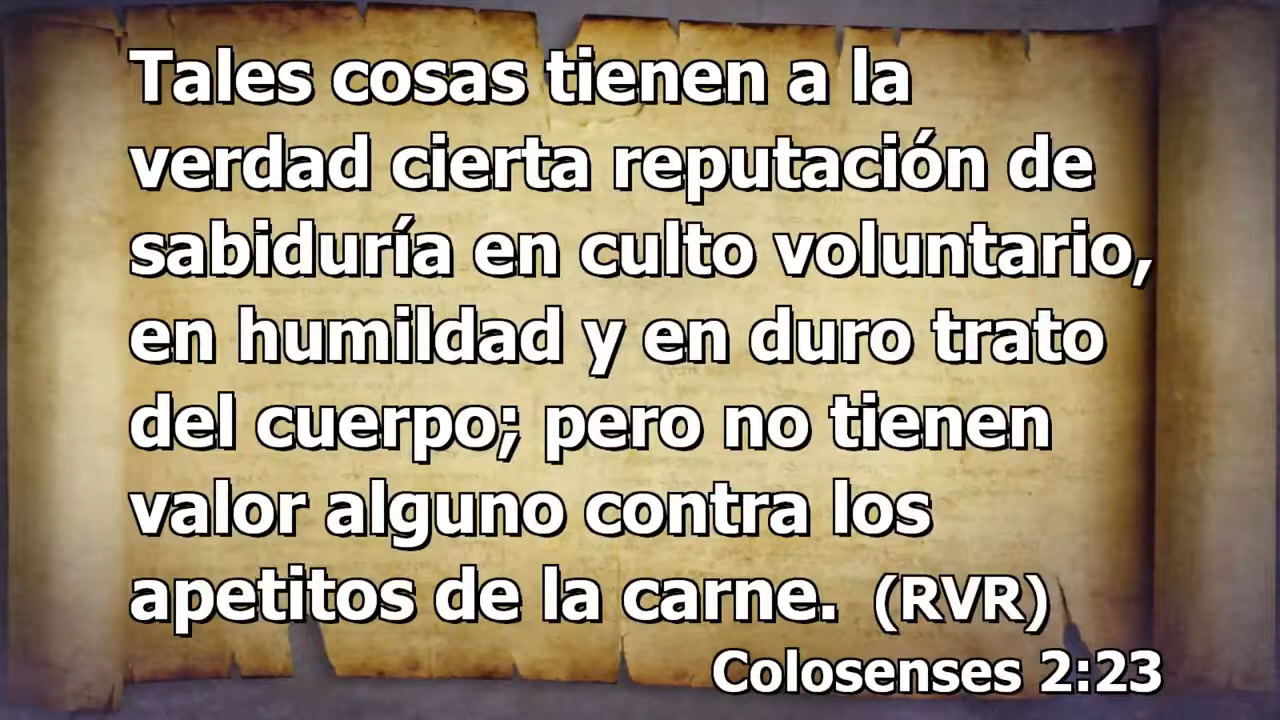 Tales cosas tienen a la
verdad cierta reputación de
sabiduría en culto voluntario,
en humildad y en duro trato
del cuerpo; pero no tienen
valor alguno contra los
apetitos de la carne. (RVR)
Colosenses 2:23